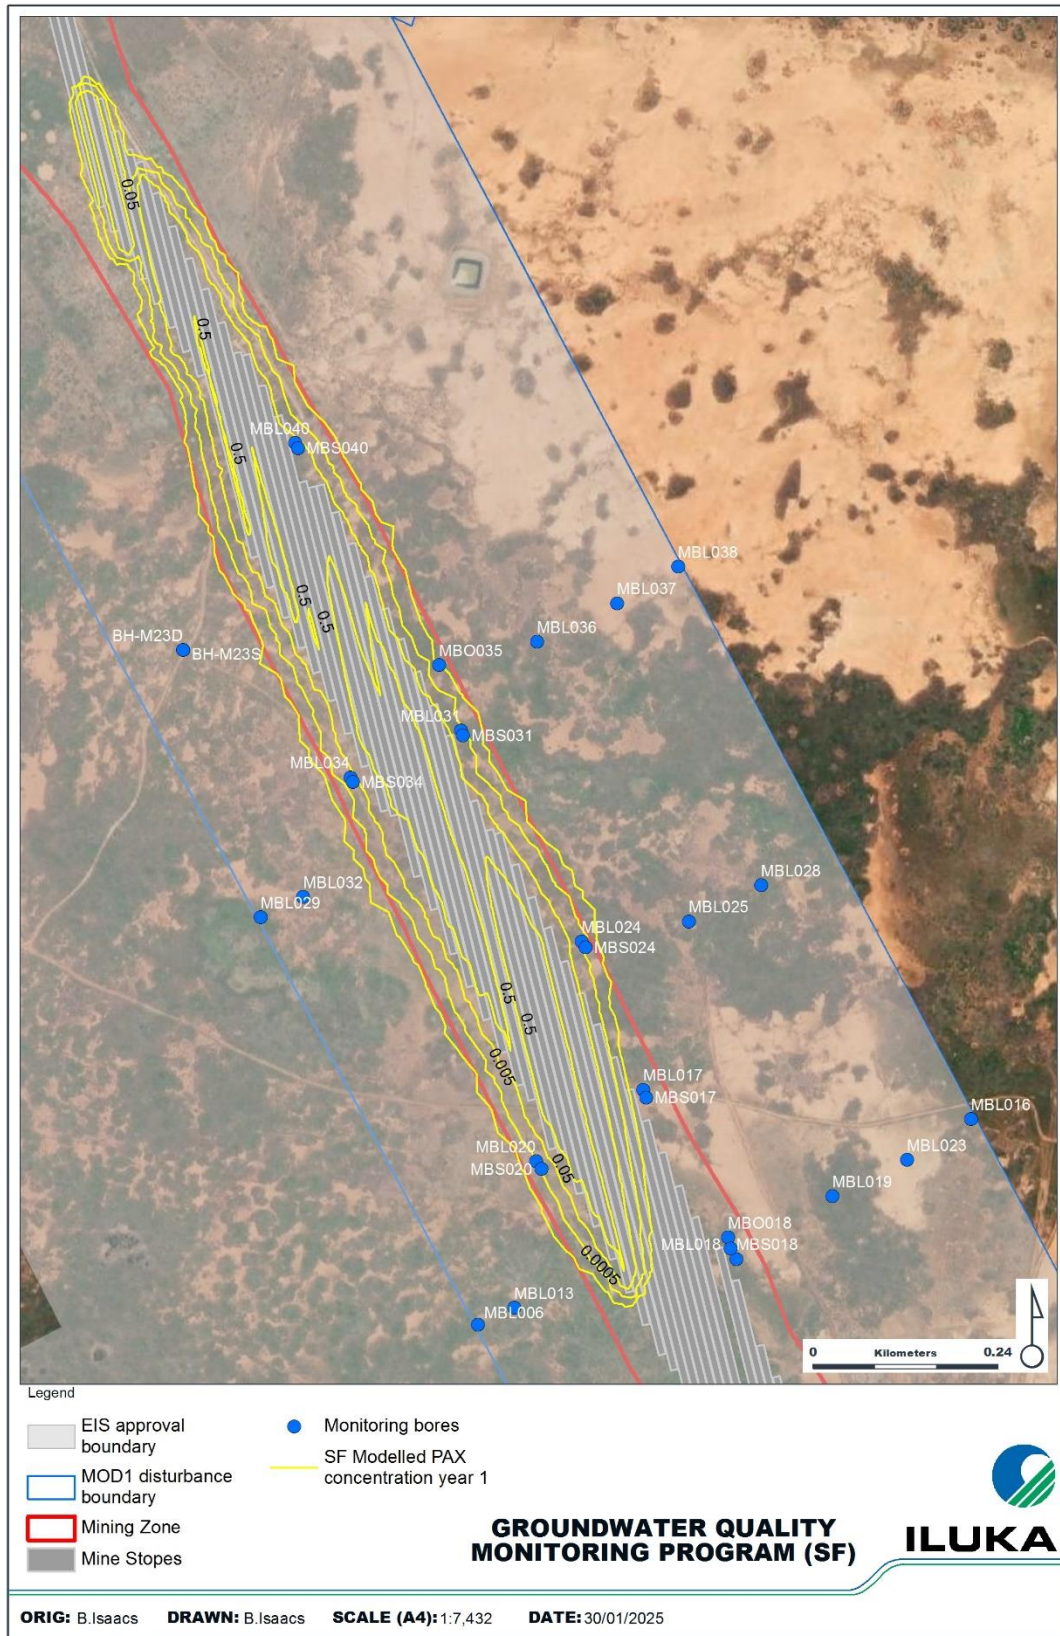 0.05
0.5
0.5
MBL040
MBS040
MBL038
MBL037
0.5
0.5
MBL036
BH-M23D
BH-M23S
MBO035
MBL031
MBS031
MBL034
MBS034
MBL028
MBL032
MBL029
MBL025
MBL024
MBS024
0.5
0.5
0.005
MBL017
MBS017
MBL016
MBL020
MBS020
0.05
MBL023
MBL019
MBO018
MBL018
MBS018
0.0005
MBL013
MBL006
0 Kilometers 0.24
Legend
EIS approval
boundary
MOD1 disturbance
boundary
Mining Zone
Mine Stopes
Monitoring bores
SF Modelled PAX
concentration year 1
GROUNDWATER QUALITY
MONITORING PROGRAM (SF)
ILUKA
ORIG: B.Isaacs DRAWN: B.Isaacs SCALE (A4): 1:7,432 DATE: 30/01/2025